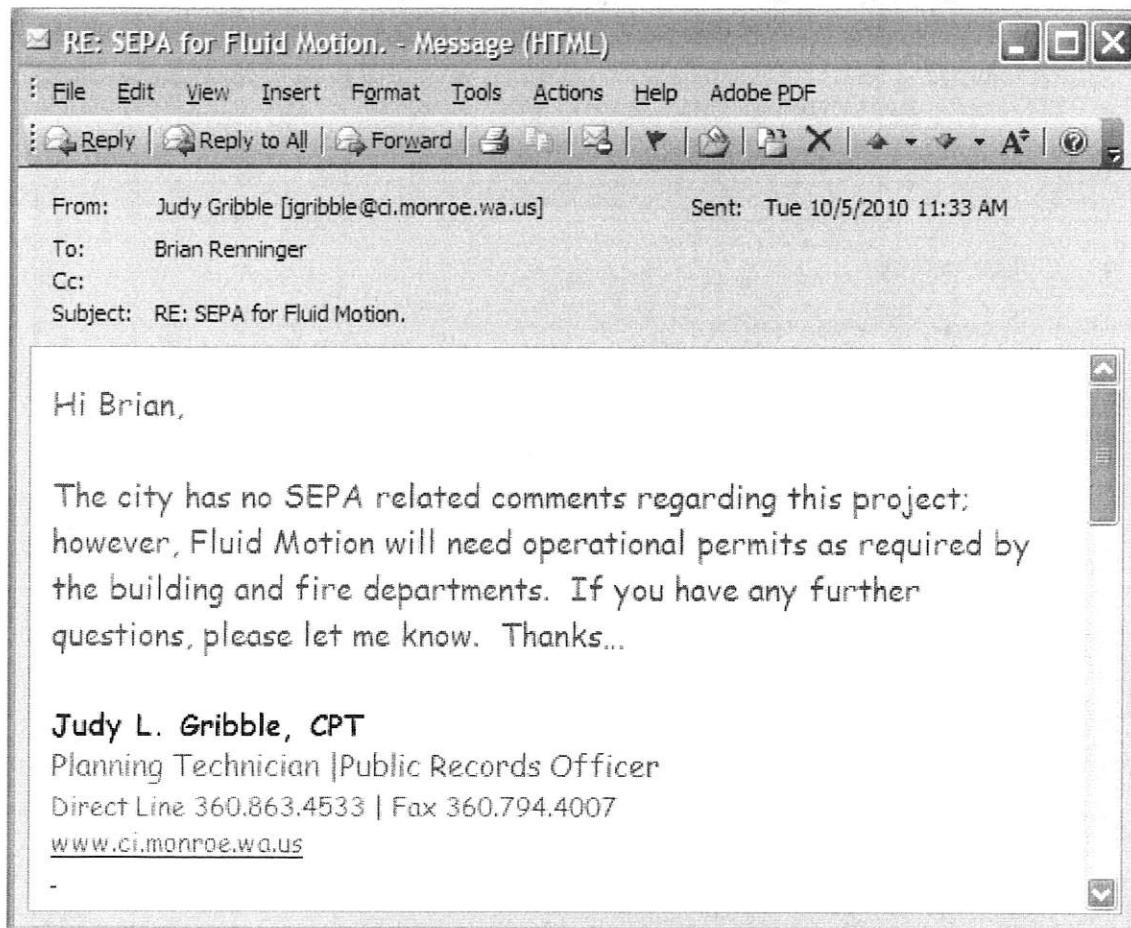 RE: SEPA for Fluid Motion. - Message (HTML)
File Edit View Insert Format Tools Actions Help Adobe PDF
Reply Reply to All Forward
From: Judy Gribble [jgribble@ci.monroe.wa.us] Sent: Tue 10/5/2010 11:33 AM
To: Brian Renninger
Cc:
Subject: RE: SEPA for Fluid Motion.
Hi Brian,
The city has no SEPA related comments regarding this project;
however, Fluid Motion will need operational permits as required by
the building and fire departments. If you have any further
questions, please let me know. Thanks...
Judy L. Gribble, CPT
Planning Technician |Public Records Officer
Direct Line 360.863.4533 | Fax 360.794.4007
www.ci.monroe.wa.us
-